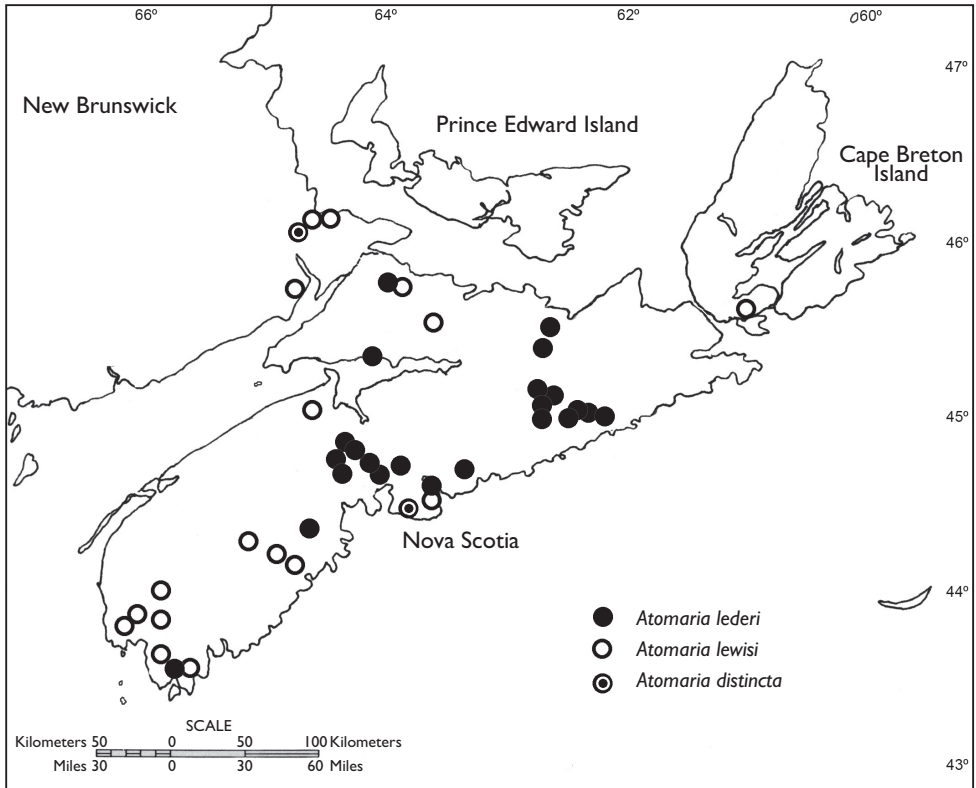 66º 64º 62º 60º
47º
New Brunswick
Prince Edward Island
Cape Breton
Island
46º
45º
Nova Scotia
44º
Atomaria lederi
Atomaria lewisi
Atomaria distincta
SCALE
Kilometers 50 0 50 100 Kilometers
Miles 30 0 30 60 Miles
43º